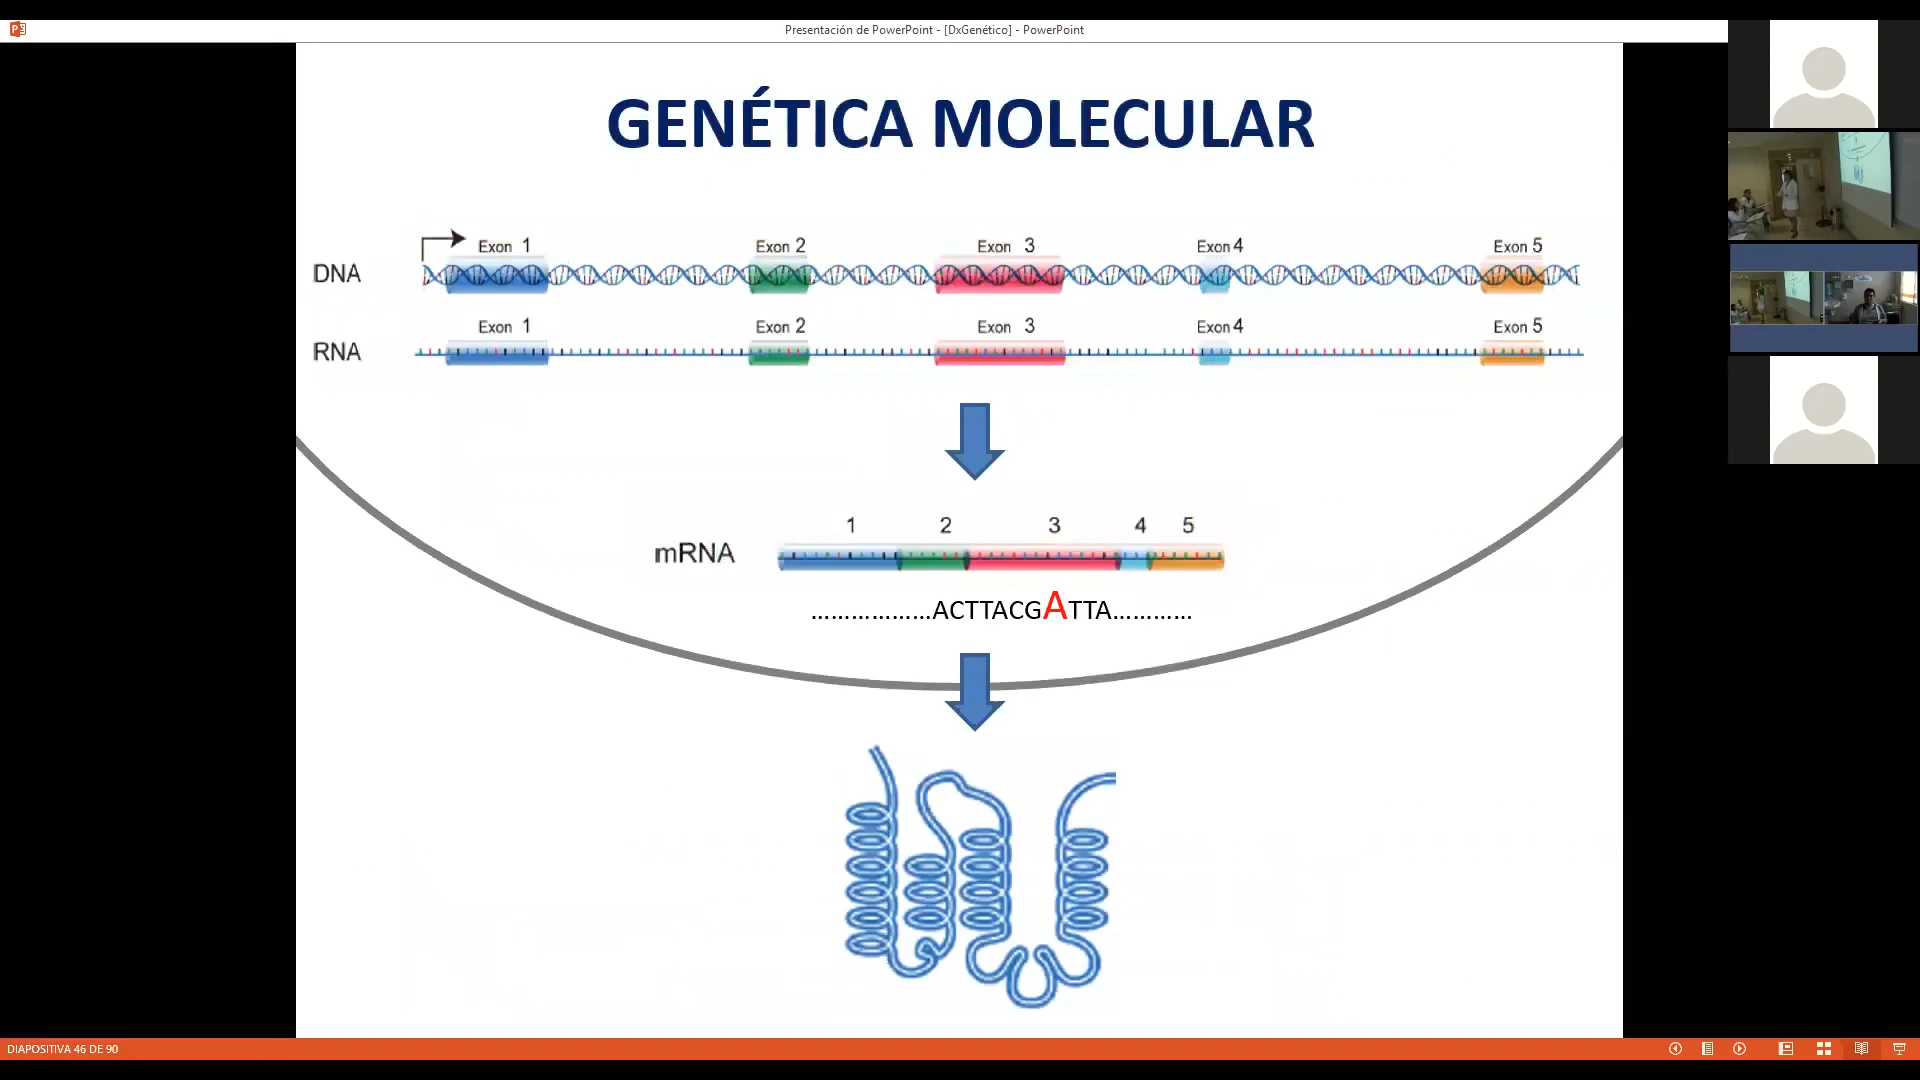 Presentación de PowerPoint - [DxGenético] - PowerPoint
GENÉTICA MOLECULAR
Exon 1 Exon 2 Exon 3 Exon 4 Exon 5
DNA
Exon 1 Exon 2 Exon 3 Exon 4 Exon 5
RNA
1 2 3 4 5
mRNA
................ACTTACGATTA...........
DIAPOSITIVA 46 DE 90